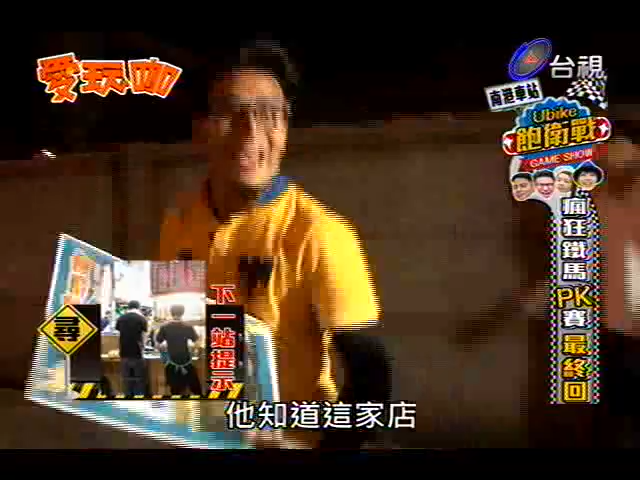 愛玩咖
台視
南港車站
Ubike
飽衛戰
GAME SHOW
瘋狂鐵馬PK賽 最終回
尋
下一站提示
他知道這家店